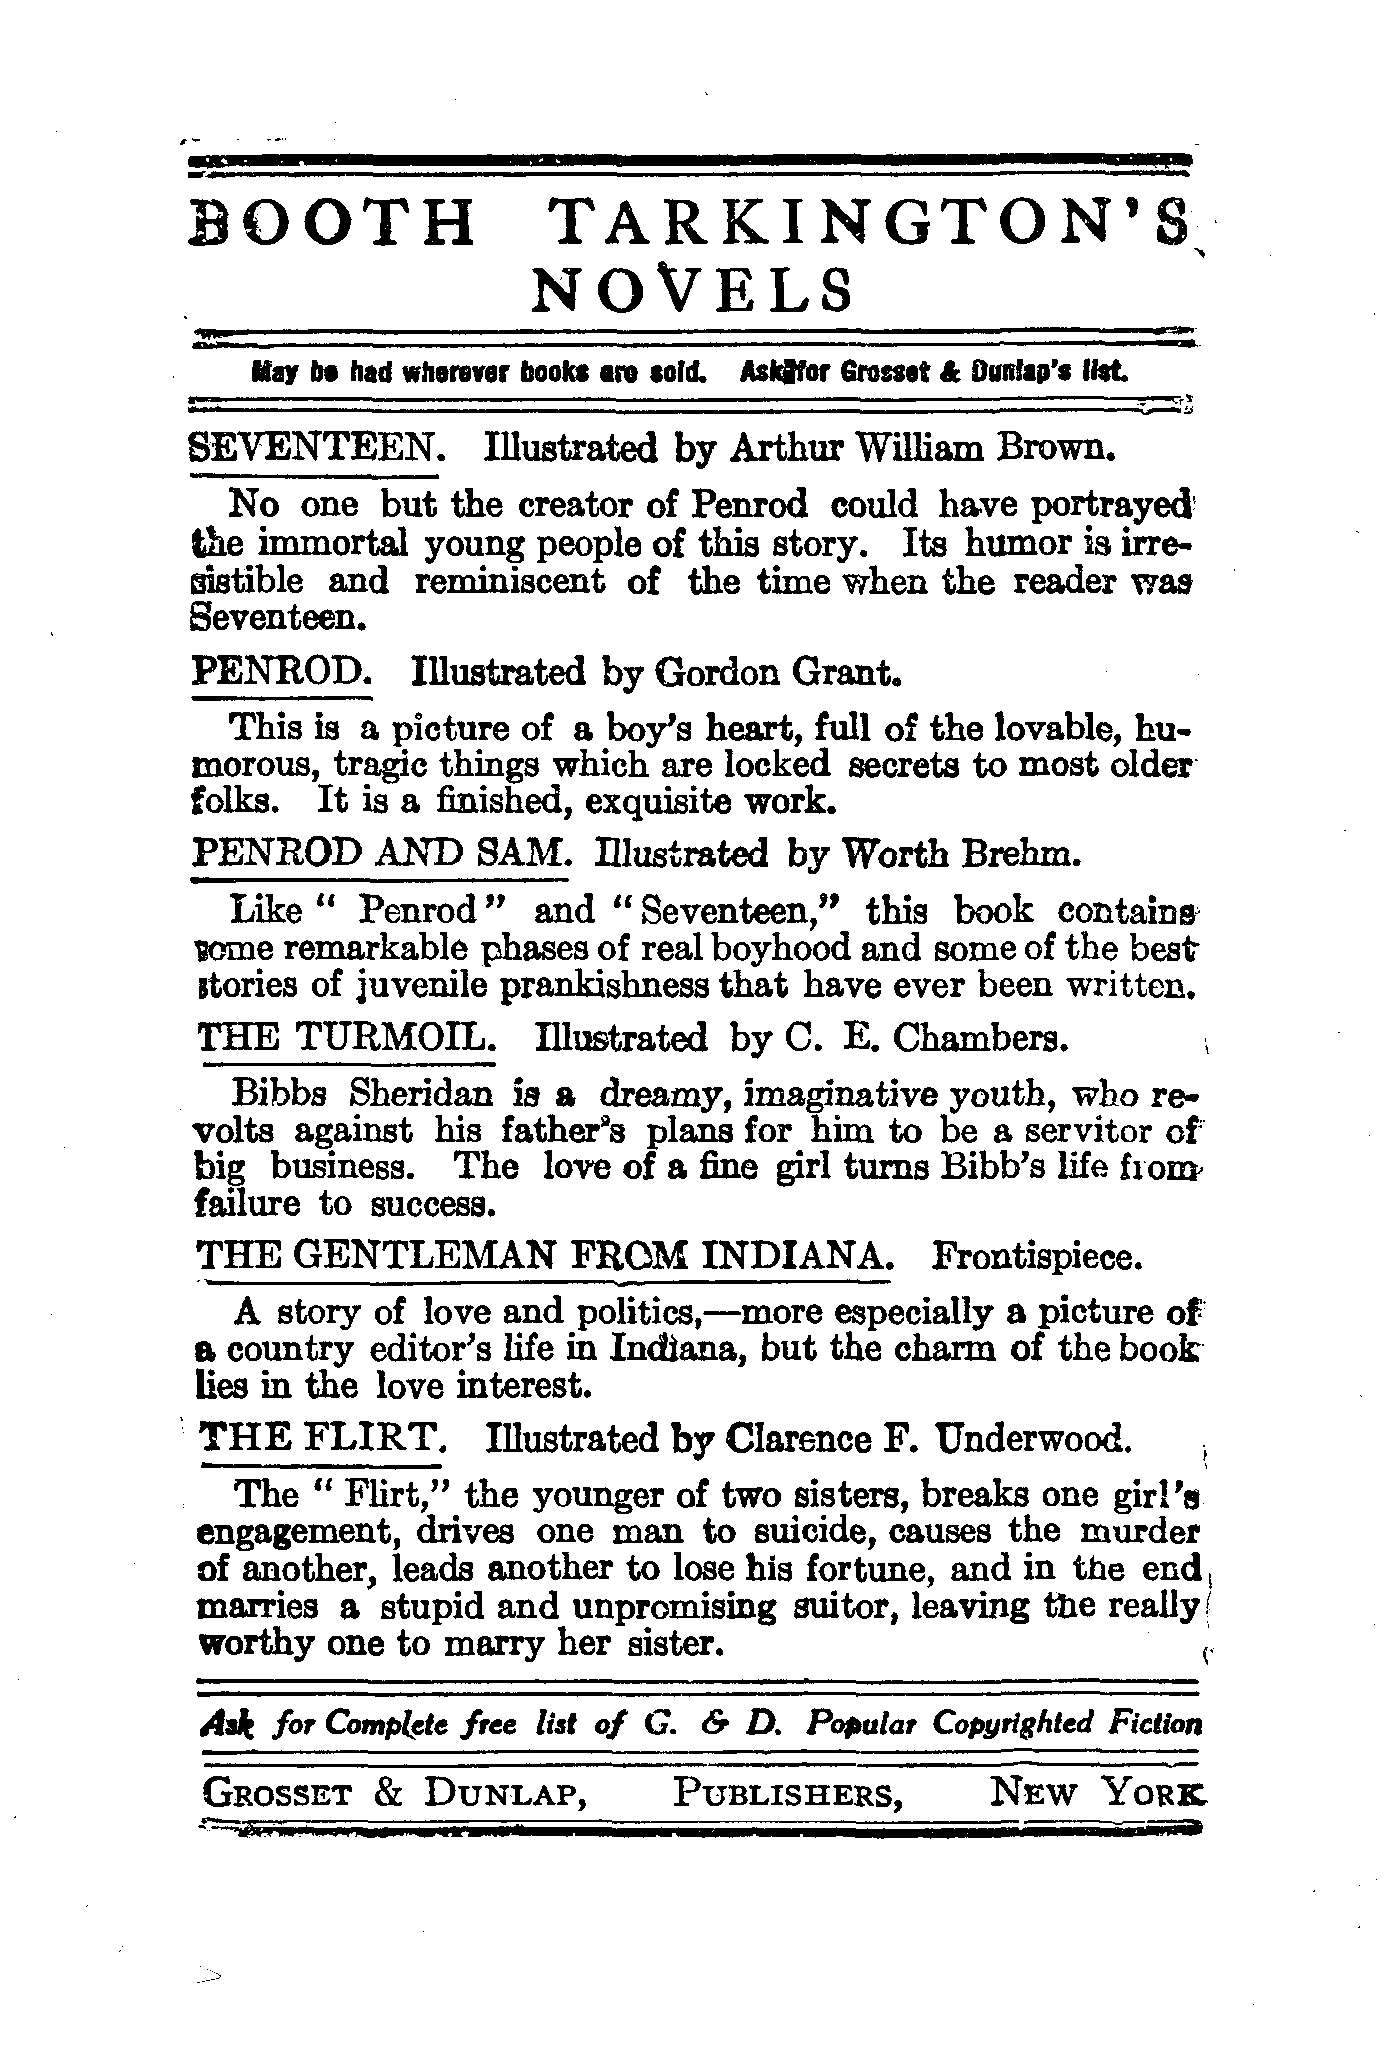 BOOTH TARKINGTON'S
NOVELS
May be had wherever books are sold. Ask for Grosset & Dunlap's list.
SEVENTEEN. Illustrated by Arthur William Brown.
No one but the creator of Penrod could have portrayed
the immortal young people of this story. Its humor is irre-
sistible and reminiscent of the time when the reader was
Seventeen.
PENROD. Illustrated by Gordon Grant.
This is a picture of a boy's heart, full of the lovable, hu-
morous, tragic things which are locked secrets to most older
folks. It is a finished, exquisite work.
PENROD AND SAM. Illustrated by Worth Brehm.
Like " Penrod " and " Seventeen," this book contains
some remarkable phases of real boyhood and some of the best
stories of juvenile prankishness that have ever been written.
THE TURMOIL. Illustrated by C. E. Chambers.
Bibbs Sheridan is a dreamy, imaginative youth, who re-
volts against his father's plans for him to be a servitor of
big business. The love of a fine girl turns Bibb's life from
failure to success.
THE GENTLEMAN FROM INDIANA. Frontispiece.
A story of love and politics,—more especially a picture of
a country editor's life in Indiana, but the charm of the book
lies in the love interest.
THE FLIRT. Illustrated by Clarence F. Underwood.
The " Flirt," the younger of two sisters, breaks one girl's
engagement, drives one man to suicide, causes the murder
of another, leads another to lose his fortune, and in the end
marries a stupid and unpromising suitor, leaving the really
worthy one to marry her sister.
Ask for Complete free list of G. & D. Popular Copyrighted Fiction
GROSSET & DUNLAP, PUBLISHERS, NEW YORK